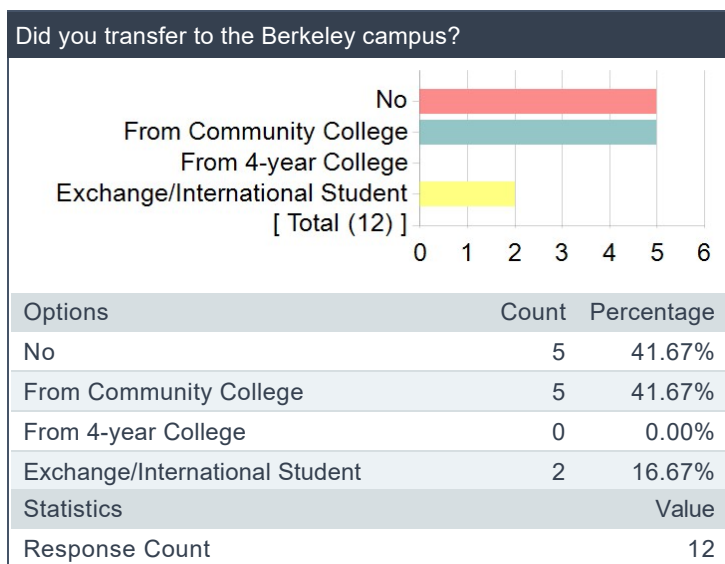 Did you transfer to the Berkeley campus?
No
From Community College
From 4-year College
Exchange/International Student
[ Total (12) ]
0 1 2 3 4 5 6
Options Count Percentage
No 5 41.67%
From Community College 5 41.67%
From 4-year College 0 0.00%
Exchange/International Student 2 16.67%
Statistics Value
Response Count 12